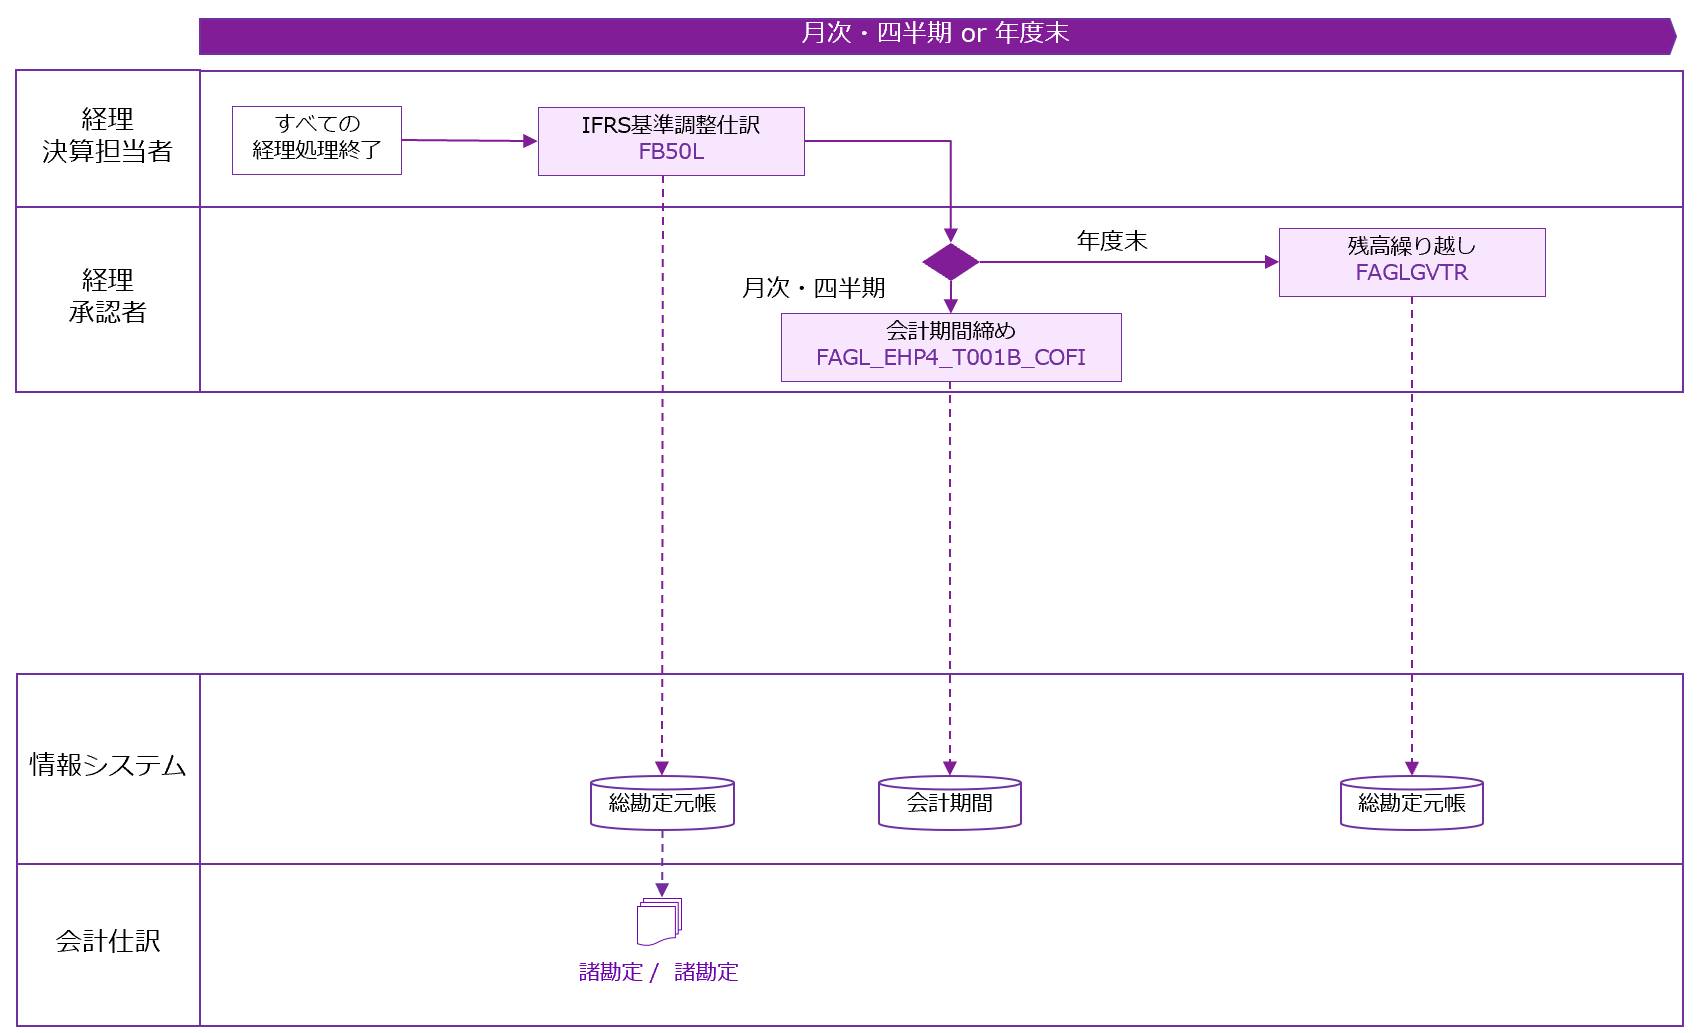 月次・四半期 or 年度末
経理
決算担当者
すべての
経理処理終了
IFRS基準調整仕訳
FB50L
経理
承認者
年度末
残高繰り越し
FAGLGVTR
月次・四半期
会計期間締め
FAGL_EHP4_T001B_COFI
情報システム
総勘定元帳
会計期間
総勘定元帳
会計仕訳
諸勘定 / 諸勘定